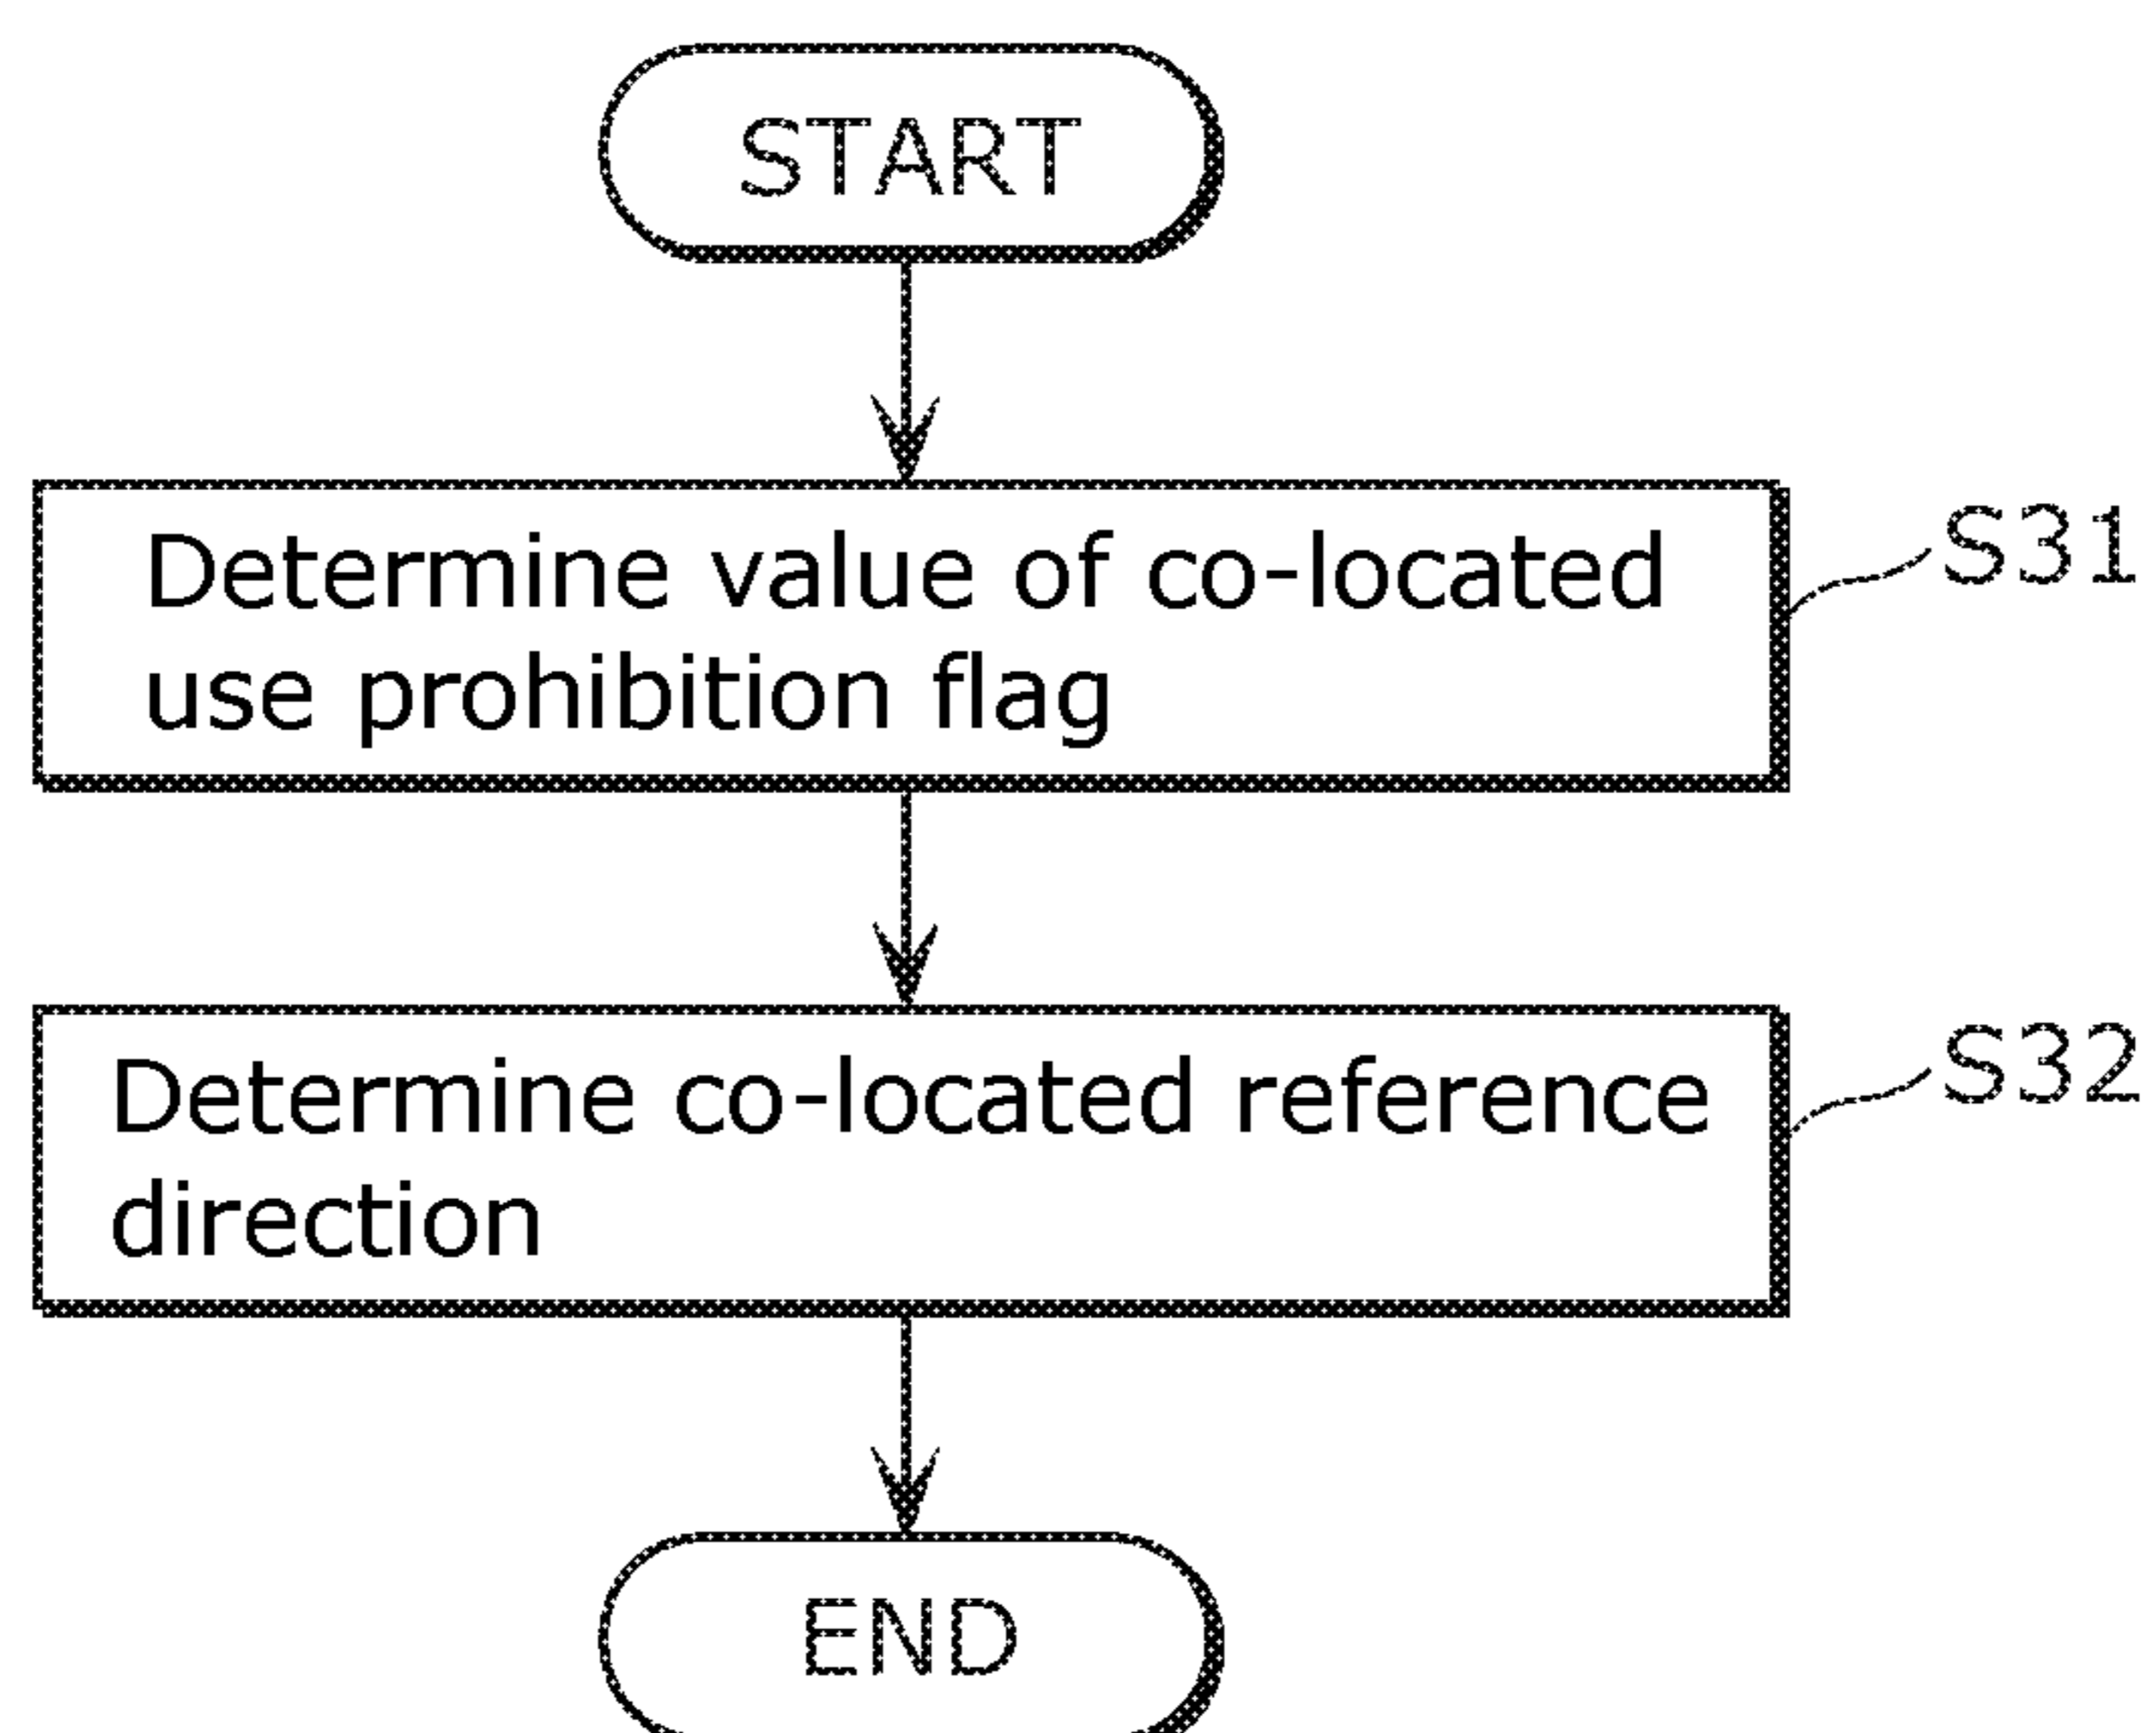 START
Determine value of co-located
use prohibition flag
S31
Determine co-located reference
direction
S32
END